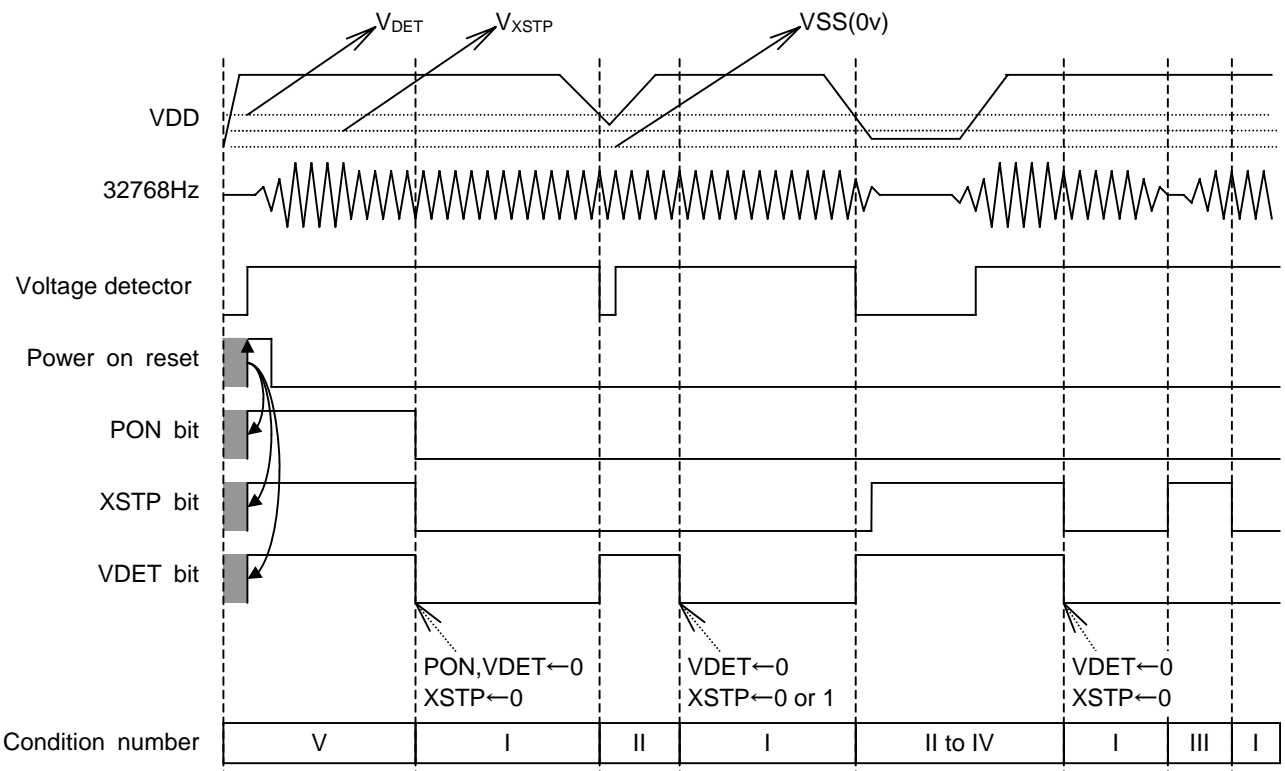 VDET VXSTP VSS(0v)
VDD
32768Hz
Voltage detector
Power on reset
PON bit
XSTP bit
VDET bit
PON,VDET←0 VDET←0 VDET←0
XSTP←0 XSTP←0 or 1 XSTP←0
Condition number V I II I II to IV I III I